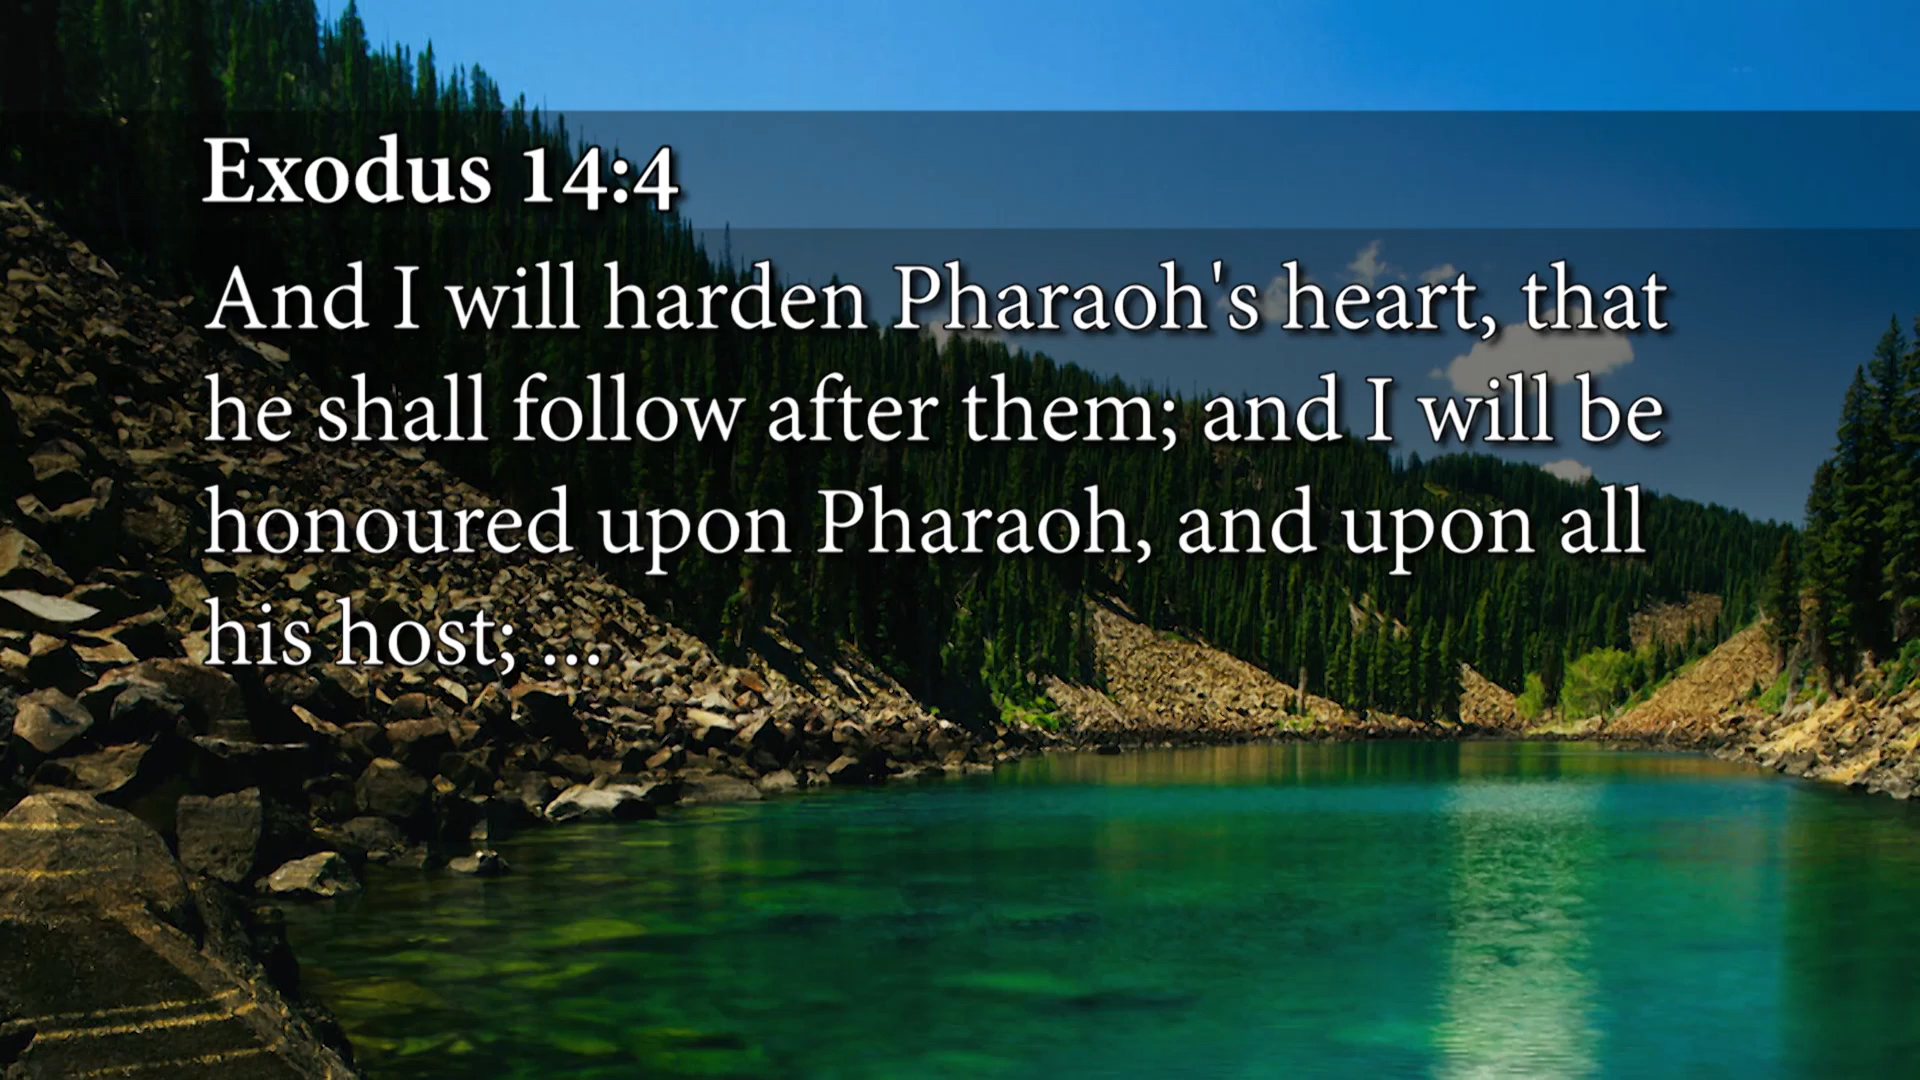 Exodus 14:4
And I will harden Pharaoh's heart, that
he shall follow after them; and I will be
honoured upon Pharaoh, and upon all
his host; ...